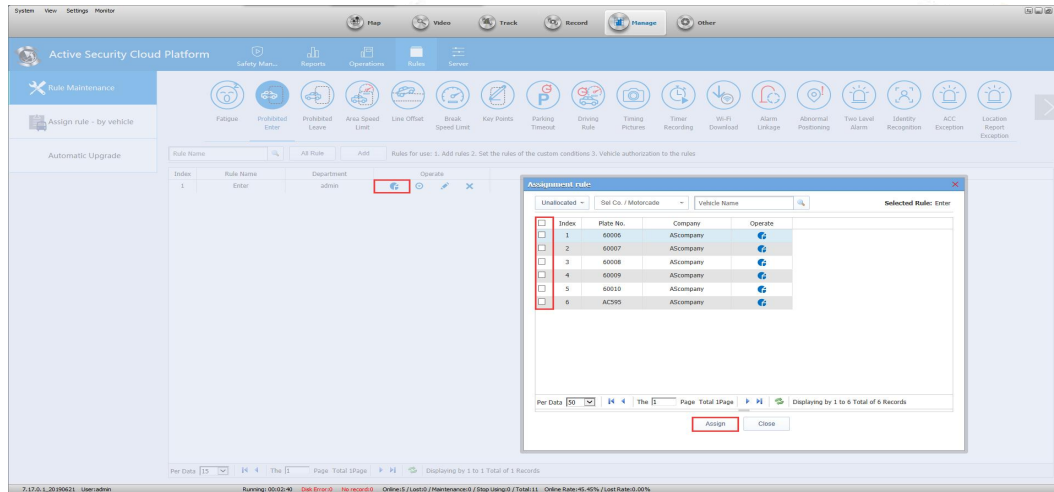 System View Settings Monitor
Map Video Track Record Manage Other
Active Security Cloud Platform
Safety Man... Reports Operations Rules Server
Rule Maintenance
Assign rule - by vehicle
Automatic Upgrade
Fatigue
Prohibited Enter
Prohibited Leave
Area Speed Limit
Line Offset
Break Speed Limit
Key Points
Parking Timeout
Driving Rule
Timing Pictures
Timer Recording
Wi-Fi Download
Alarm Linkage
Abnormal Positioning
Two Level Alarm
Identity Recognition
ACC Exception
Location Report Exception
Rule Name All Rule Add Rules for use: 1. Add rules 2. Set the rules of the custom conditions 3. Vehicle authorization to the rules
Index Rule Name Department Operate
1 Enter admin
Assignment rule
Unallocated Sel Co. / Motorcade Vehicle Name Selected Rule: Enter
Index Plate No. Company Operate
1 60006 AScompany
2 60007 AScompany
3 60008 AScompany
4 60009 AScompany
5 60010 AScompany
6 AC595 AScompany
Per Data 50 The 1 Page Total 1Page Displaying by 1 to 6 Total of 6 Records
Assign Close
Per Data 15 The 1 Page Total 1Page Displaying by 1 to 1 Total of 1 Records
7.17.0.1_20190621 User:admin Running: 00:02:40 Disk Error:0 No record:0 Online:5 / Lost:0 / Maintenance:0 / Stop Using:0 / Total:11 Online Rate:45.45% / Lost Rate:0.00%